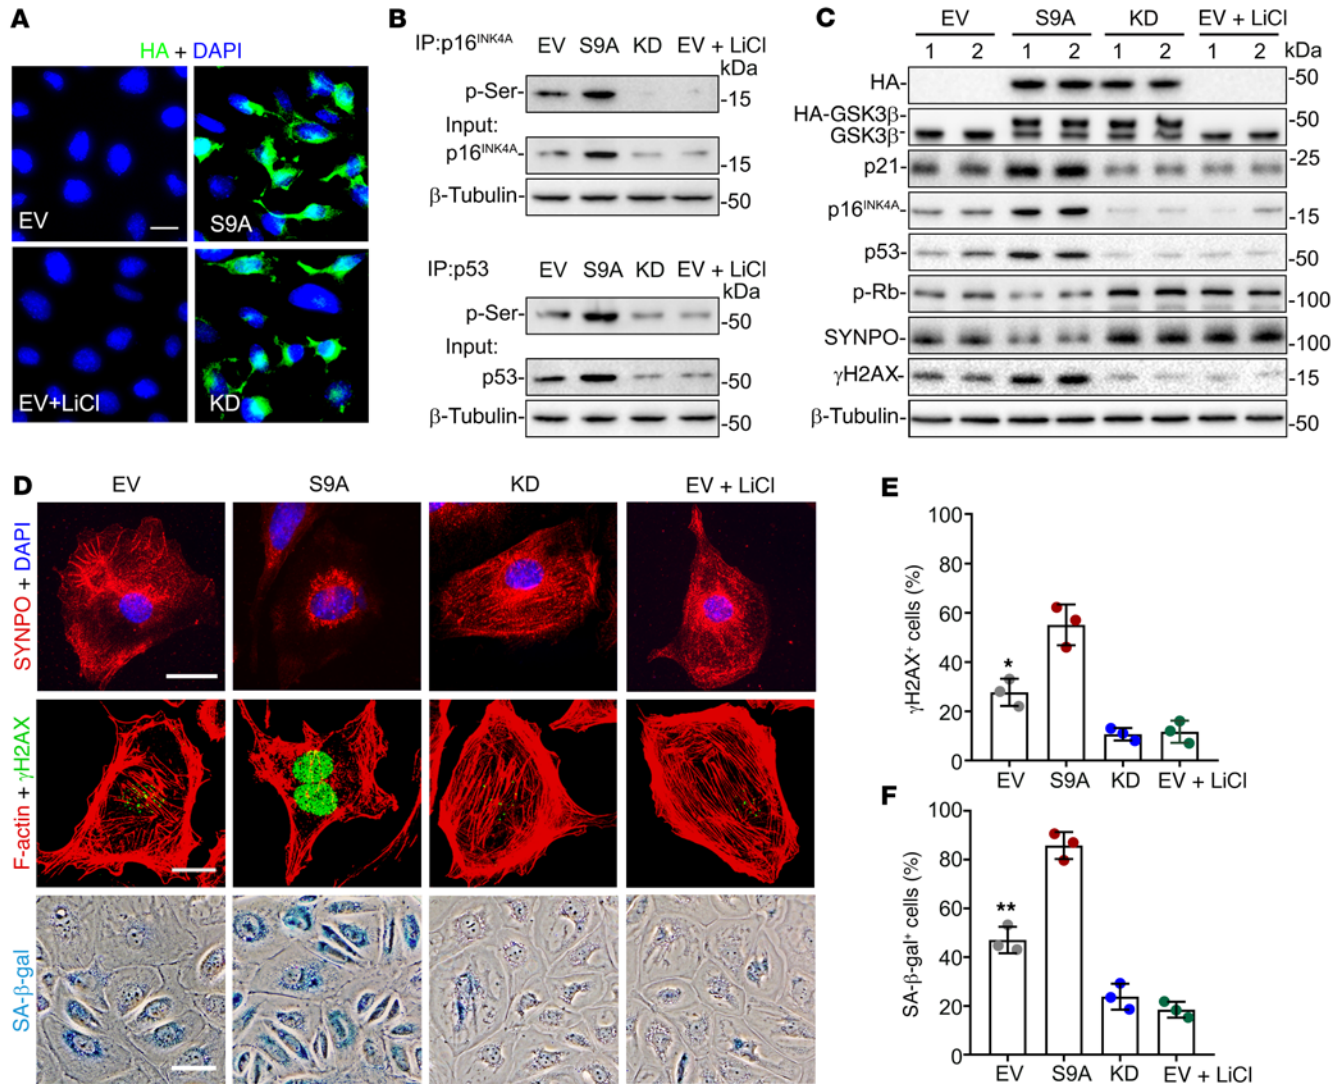 A
HA + DAPI
EV
S9A
EV+LiCl
KD
B
IP:p16INK4A EV S9A KD EV + LiCl
kDa
p-Ser- -15
Input:
p16INK4A- -15
β-Tubulin- -50
IP:p53 EV S9A KD EV + LiCl
kDa
p-Ser- -50
Input:
p53- -50
β-Tubulin- -50
C
EV S9A KD EV + LiCl
1 2 1 2 1 2 1 2 kDa
HA- -50
HA-GSK3β- -50
GSK3β-
p21- -25
p16INK4A- -15
p53- -50
p-Rb- -100
SYNPO- -100
γH2AX- -15
β-Tubulin- -50
D
EV S9A KD EV + LiCl
SYNPO + DAPI
F-actin + γH2AX
SA-β-gal
E
γH2AX+ cells (%)
100
80
60
40
20
0
*
EV S9A KD EV + LiCl
F
SA-β-gal+ cells (%)
100
80
60
40
20
0
**
EV S9A KD EV + LiCl